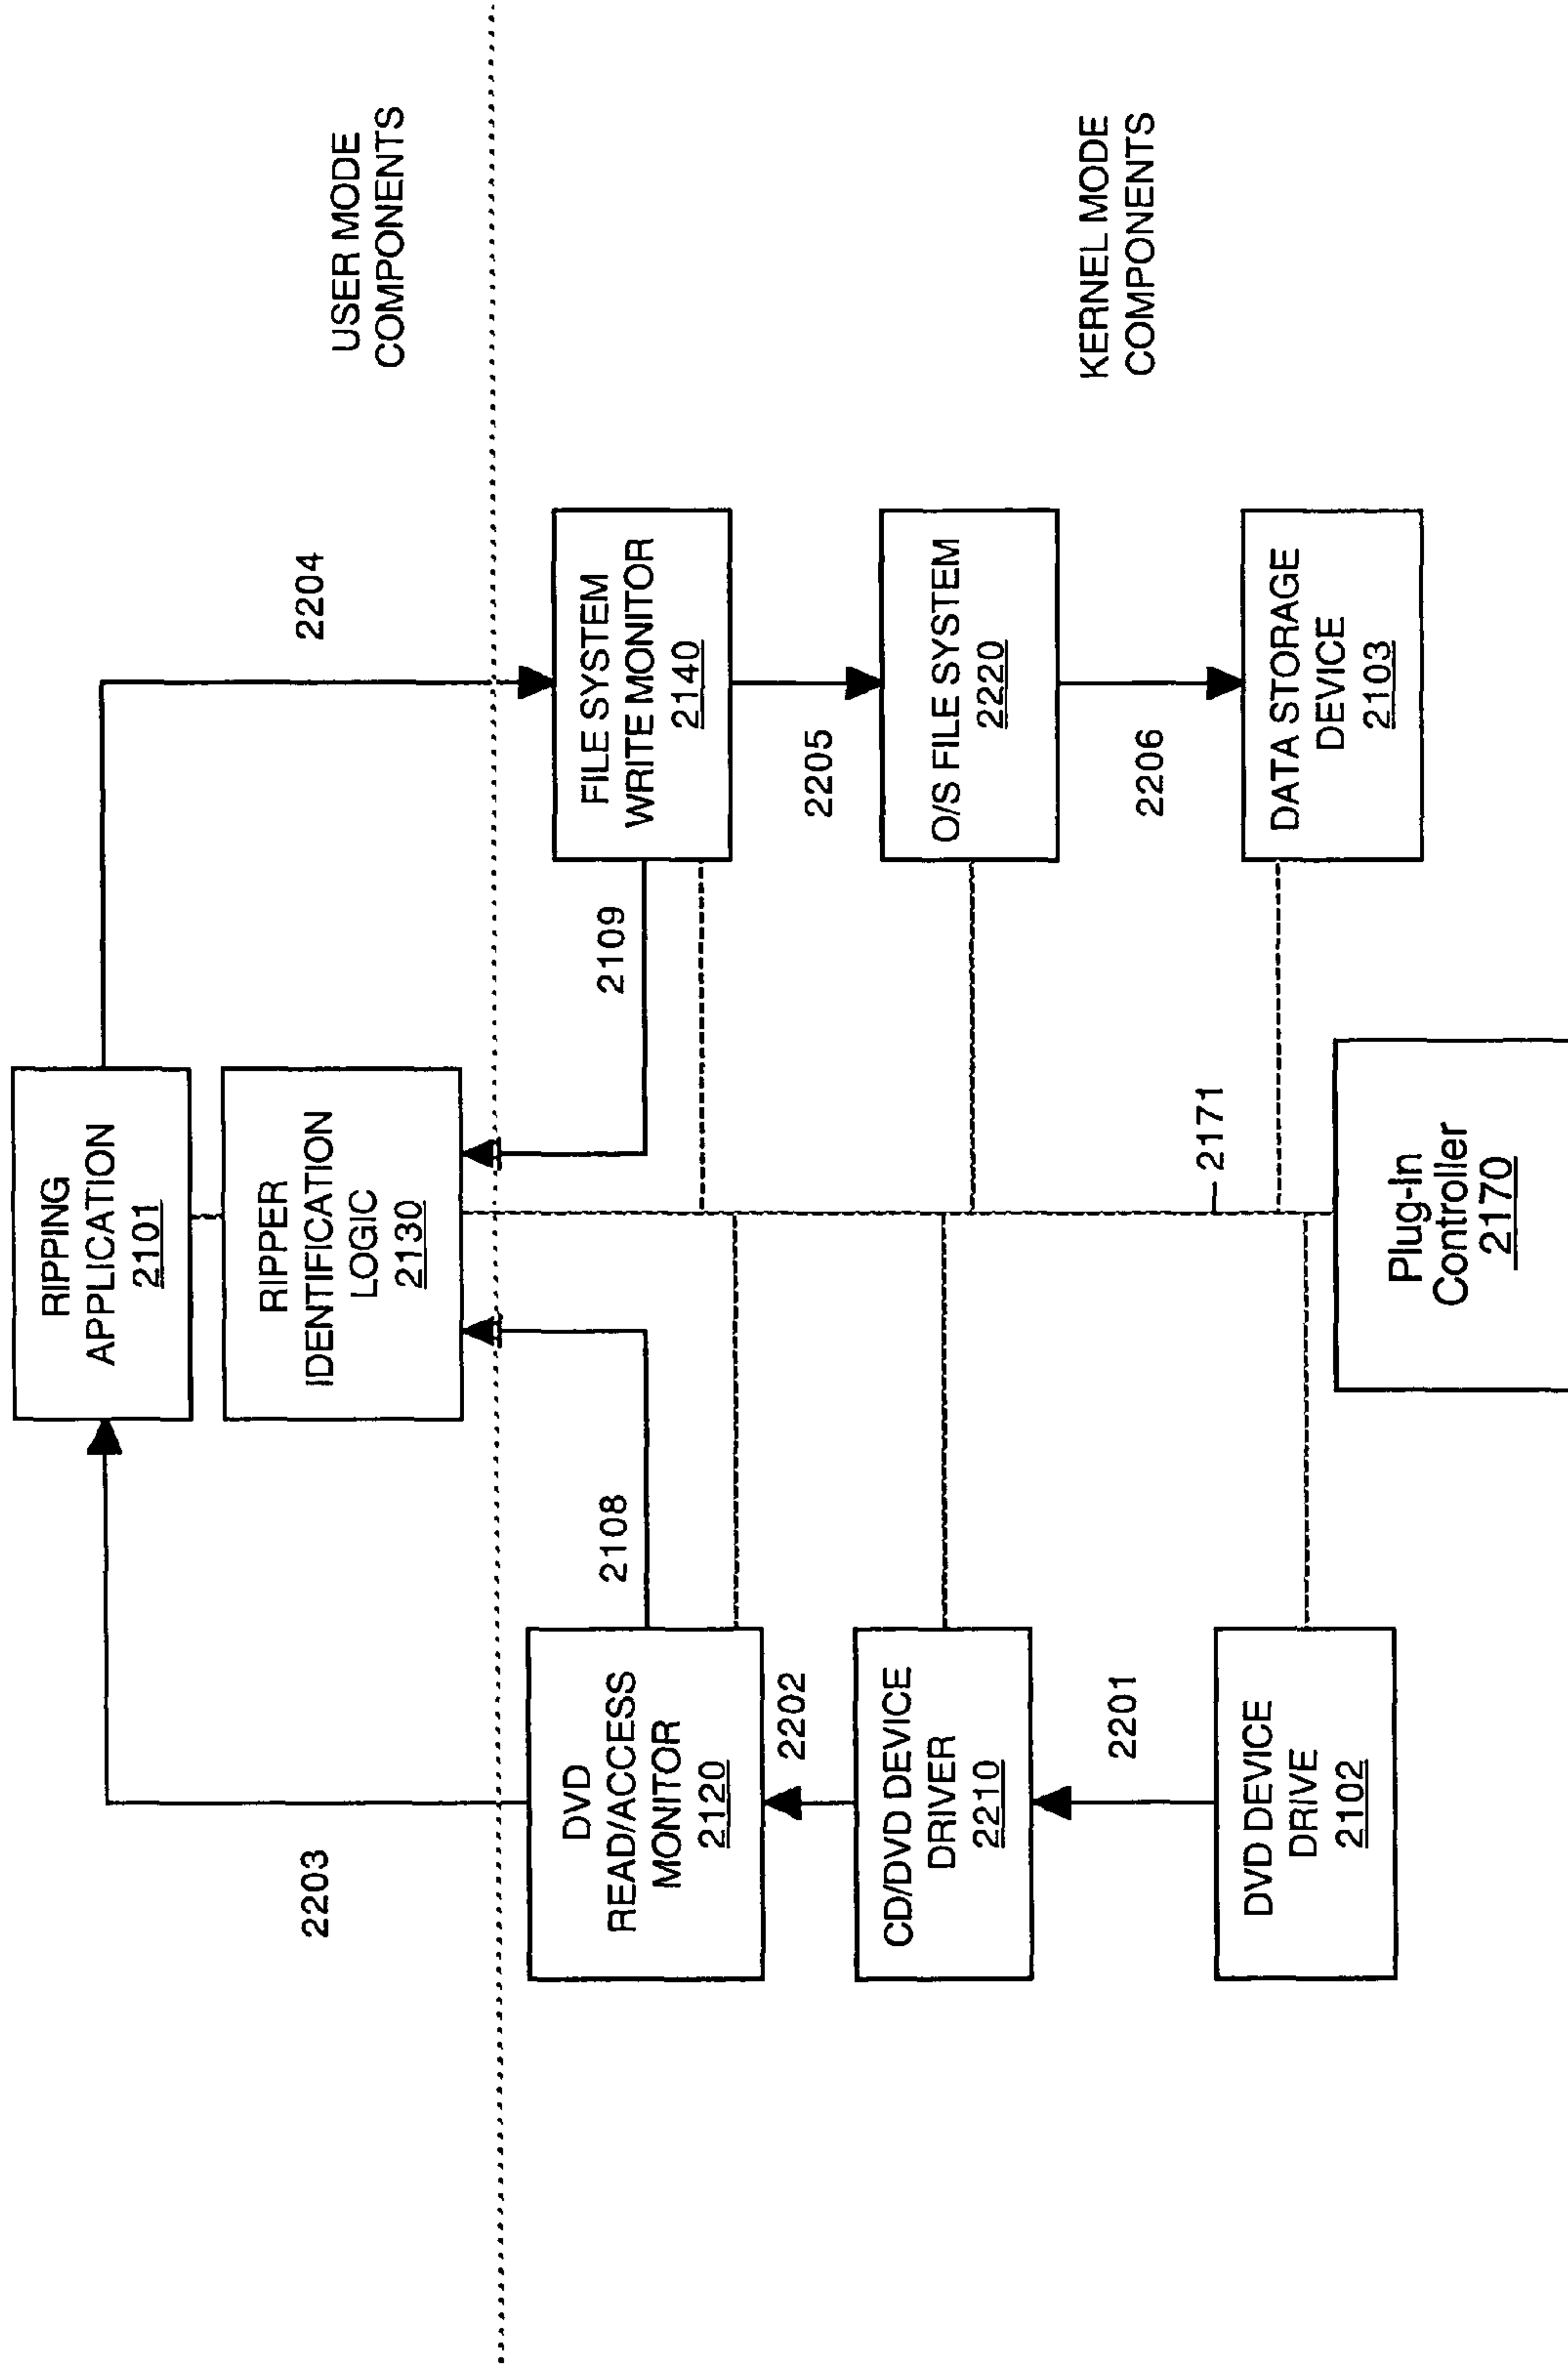 RIPPING
APPLICATION
2101
RIPPER
IDENTIFICATION
LOGIC
2130
USER MODE
COMPONENTS
2203
2204
DVD
READ/ACCESS
MONITOR
2120
2108
2109
FILE SYSTEM
WRITE MONITOR
2140
2202
2205
CD/DVD DEVICE
DRIVER
2210
O/S FILE SYSTEM
2220
KERNEL MODE
COMPONENTS
2201
2206
2171
DVD DEVICE
DRIVE
2102
DATA STORAGE
DEVICE
2103
Plug-In
Controller
2170